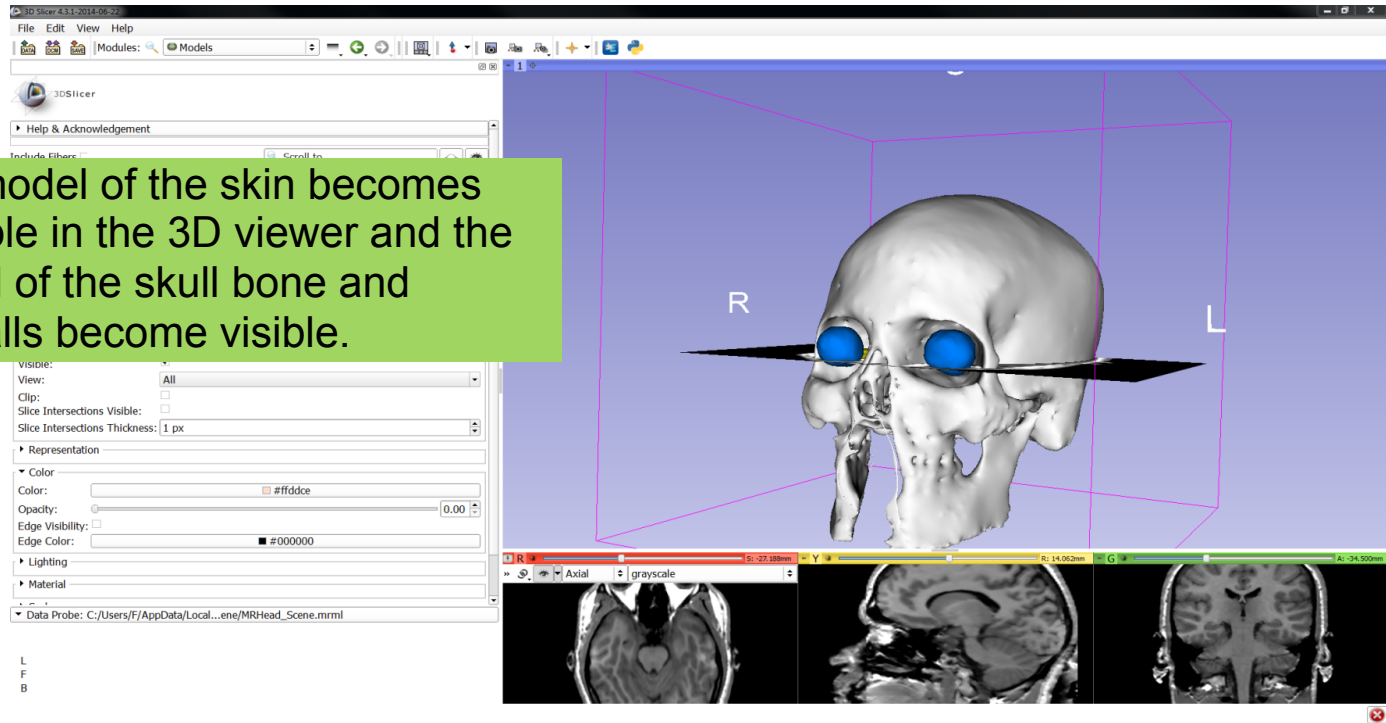 3D Slicer 4.3.1-2014-06-22
File Edit View Help
DATA DCM SAVE Modules: Models
1
3DSlicer
Help & Acknowledgement
Include Fibers Scroll to
model of the skin becomes
ble in the 3D viewer and the
of the skull bone and
alls become visible.
R
L
Visible:
View: All
Clip:
Slice Intersections Visible:
Slice Intersections Thickness: 1 px
Representation
Color
Color: #ffddce
Opacity: 0.00
Edge Visibility:
Edge Color: #000000
Lighting
Material
Data Probe: C:/Users/F/AppData/Local...ene/MRHead_Scene.mrml
L
F
B
R S: -27.188mm Y R: 14.062mm G A: -34.500mm
Axial grayscale